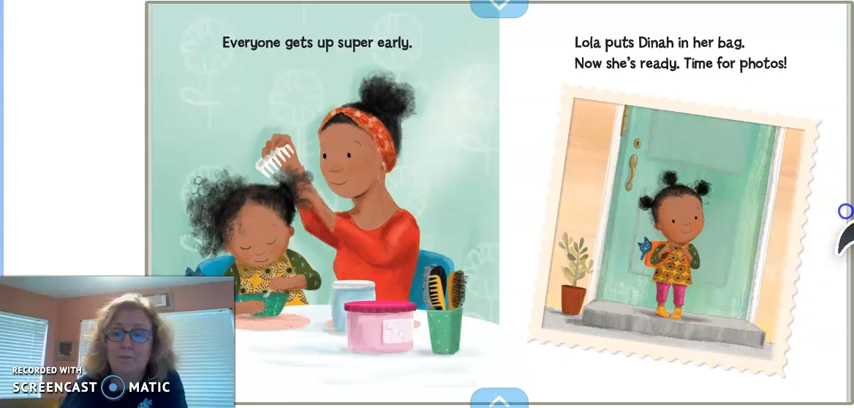 Everyone gets up super early.
Lola puts Dinah in her bag.
Now she's ready. Time for photos!
RECORDED WITH
SCREENCAST MATIC